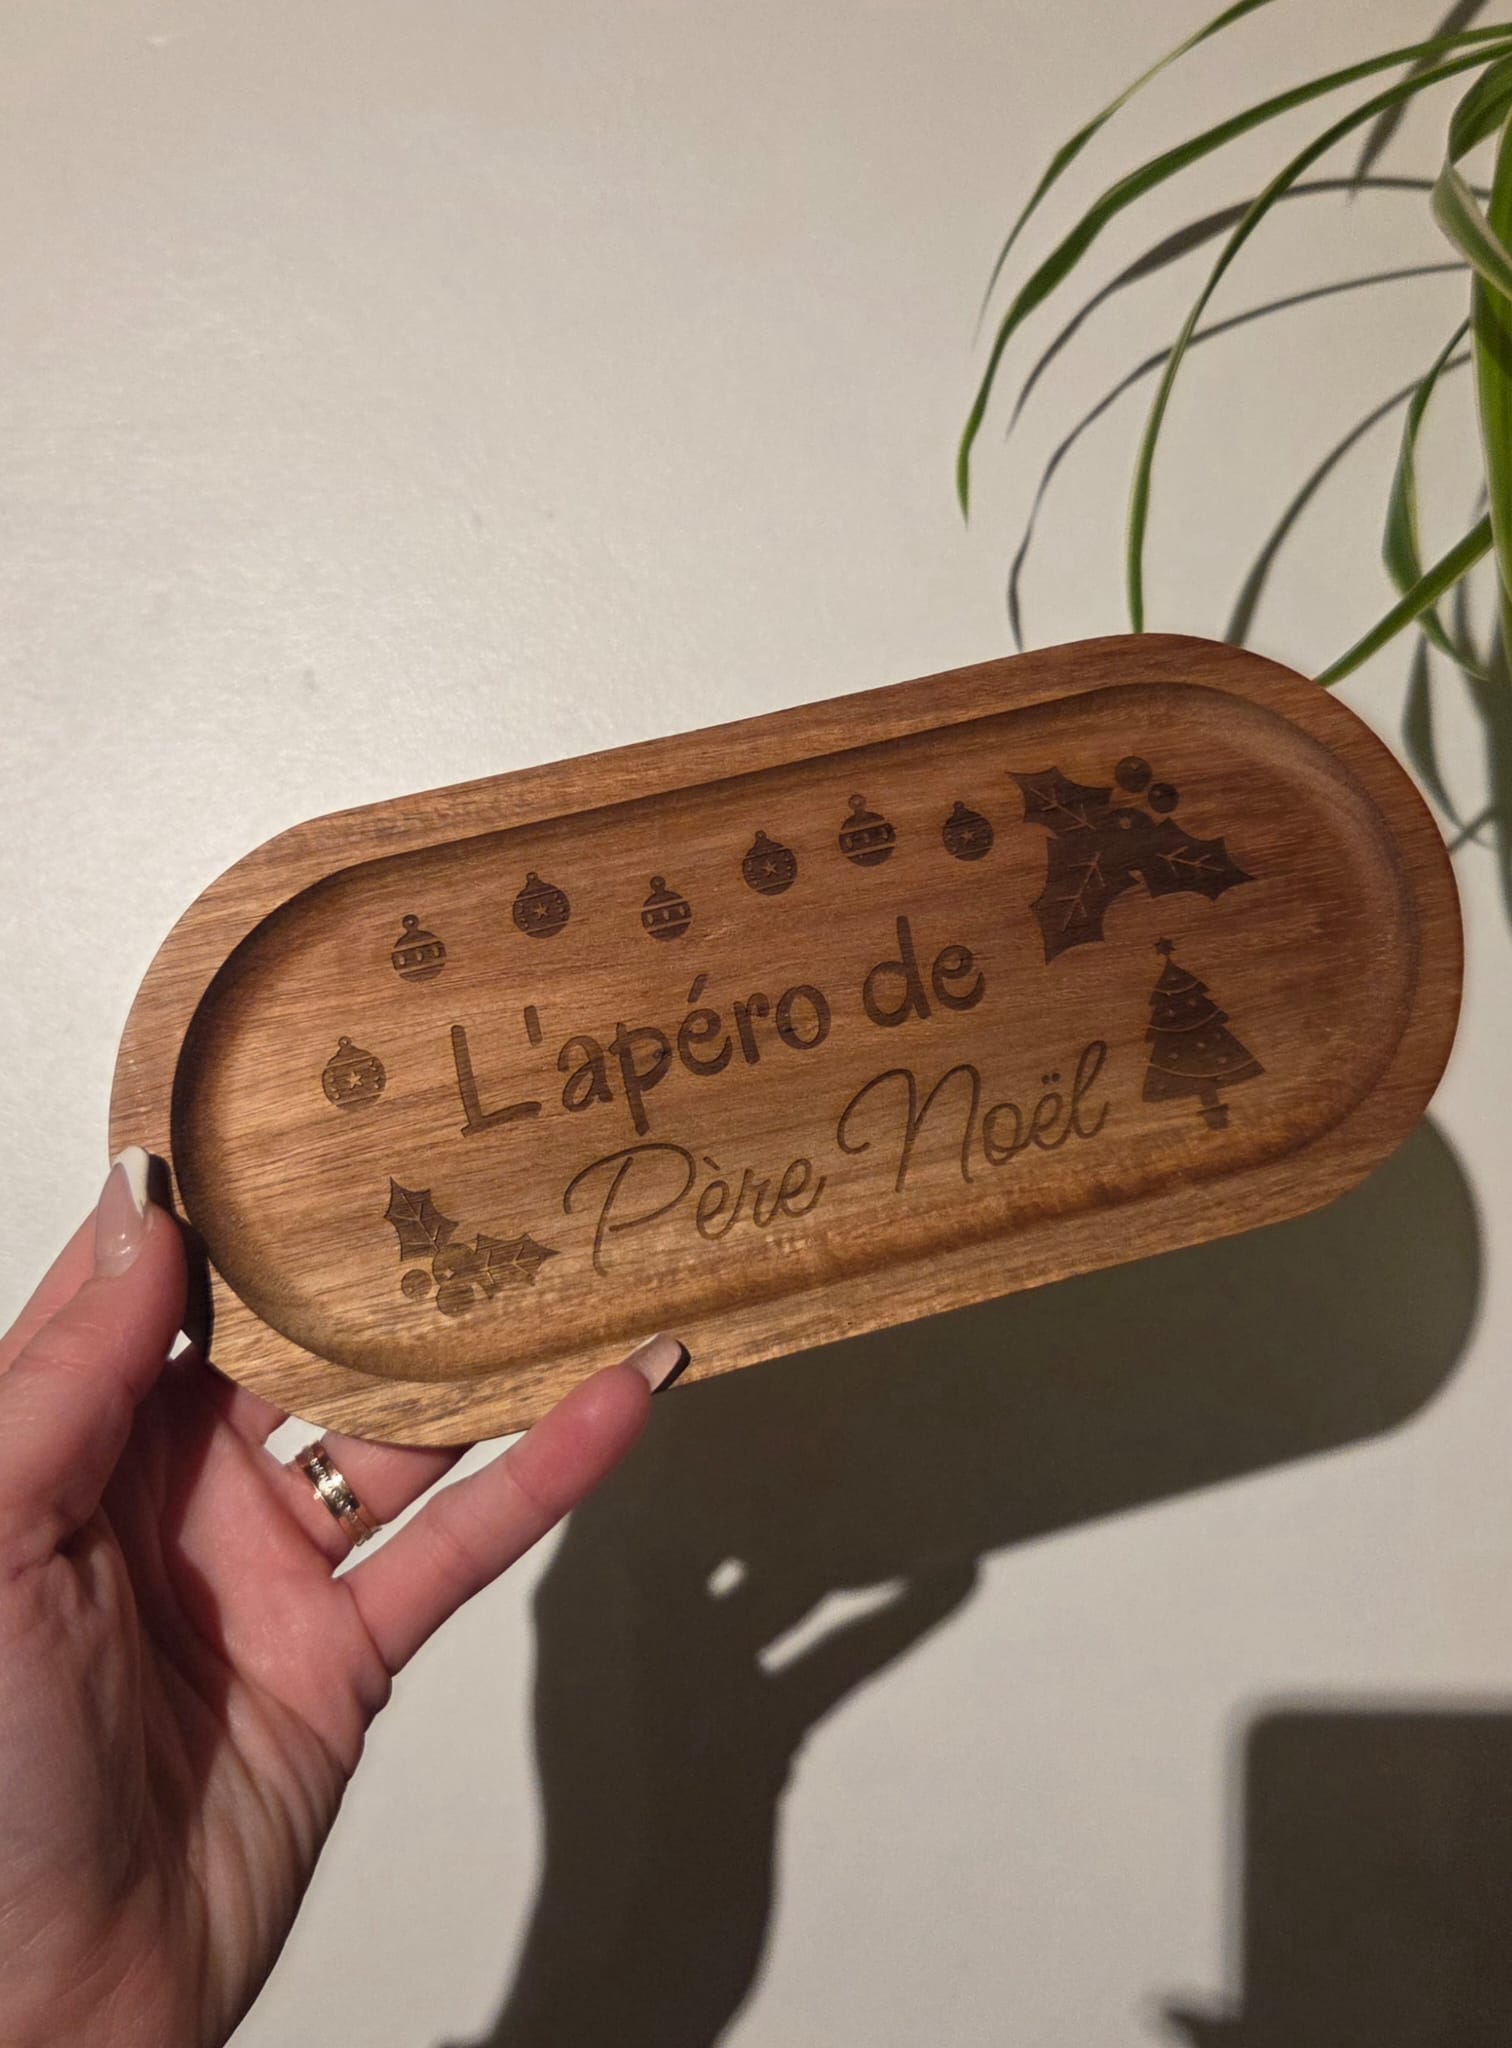 L'apéro de
Père Noël